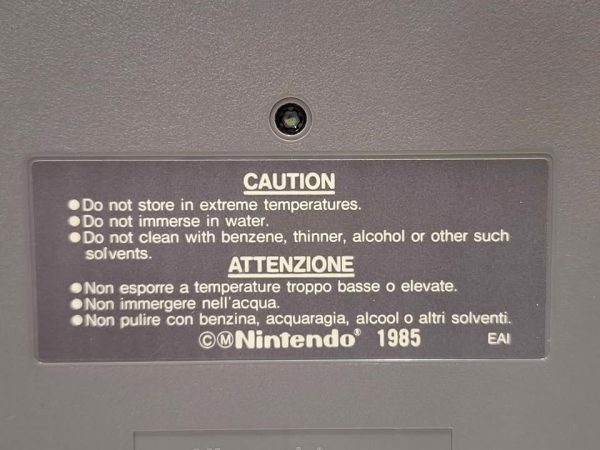 CAUTION
●Do not store in extreme temperatures.
●Do not immerse in water.
●Do not clean with benzene, thinner, alcohol or other such
solvents.
ATTENZIONE
●Non esporre a temperature troppo basse o elevate.
●Non immergere nell'acqua.
●Non pulire con benzina, acquaragia, alcool o altri solventi.
©Ⓜ Nintendo® 1985 EAI